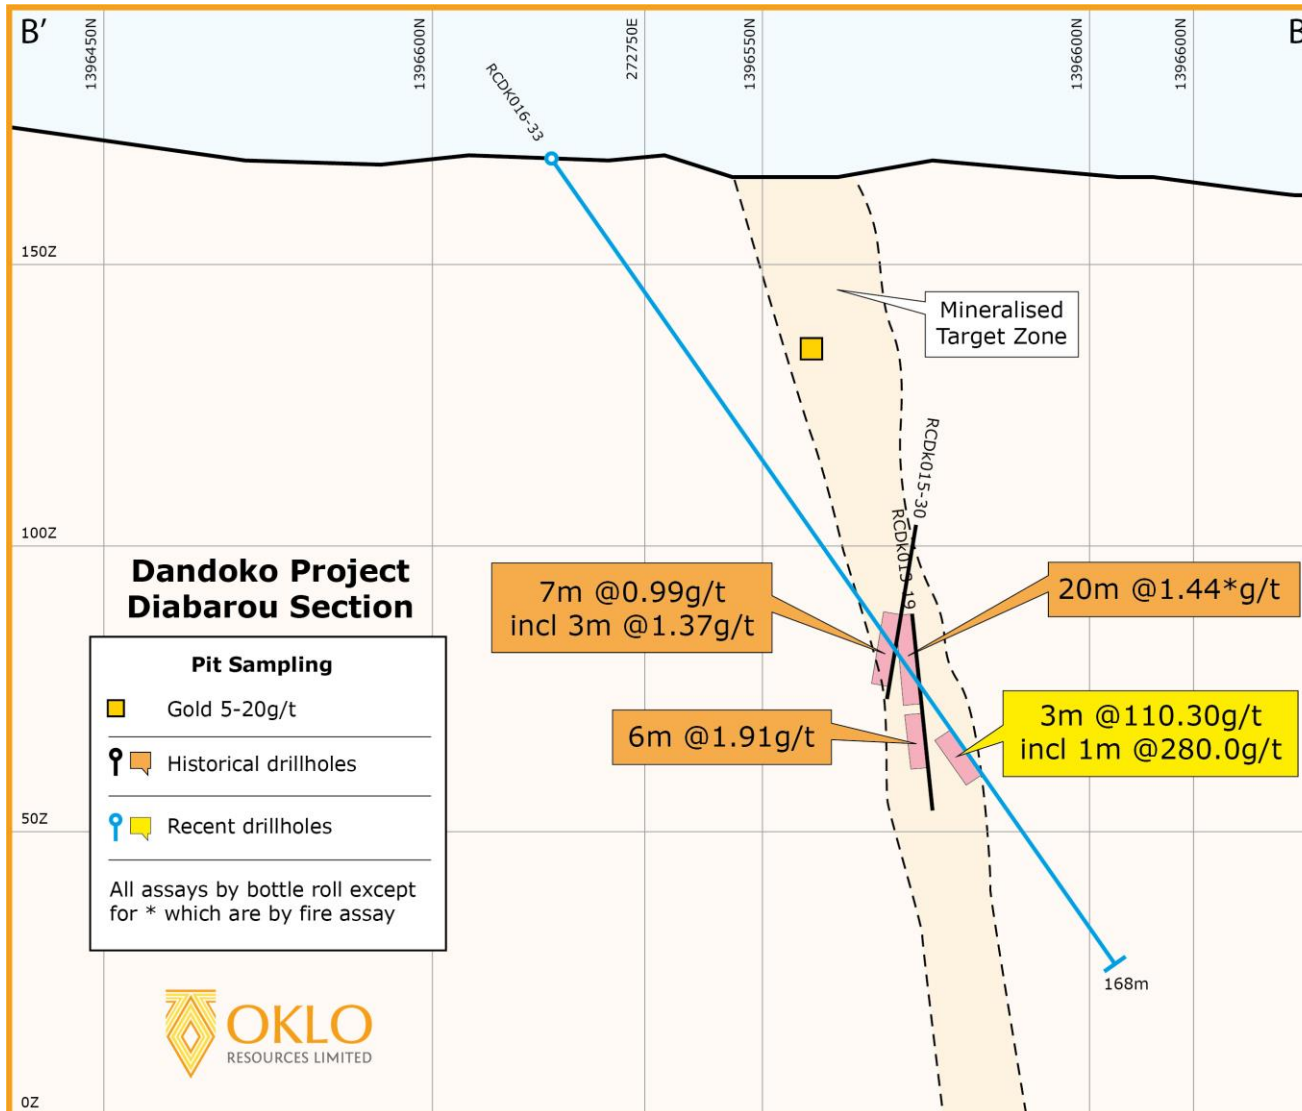 B'
B
1396450N
1396600N
272750E
1396550N
1396600N
1396600N
RCDK016-33
150Z
Mineralised
Target Zone
RCDk015-30
100Z
RCDk013-19
Dandoko Project
Diabarou Section
7m @0.99g/t
incl 3m @1.37g/t
20m @1.44*g/t
Pit Sampling
Gold 5-20g/t
Historical drillholes
Recent drillholes
All assays by bottle roll except
for * which are by fire assay
6m @1.91g/t
3m @110.30g/t
incl 1m @280.0g/t
50Z
168m
OKLO
RESOURCES LIMITED
0Z